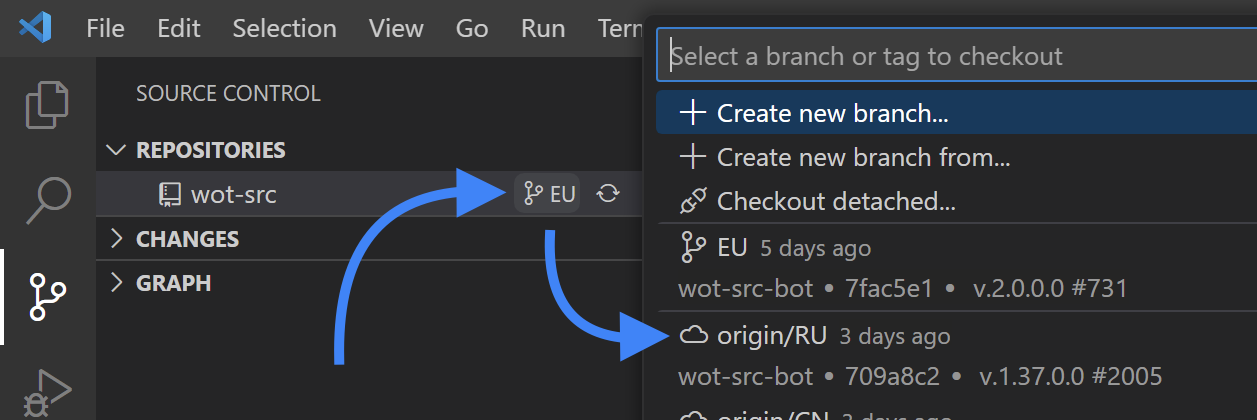 File Edit Selection View Go Run Term
SOURCE CONTROL
REPOSITORIES
wot-src EU
CHANGES
GRAPH
Select a branch or tag to checkout
Create new branch...
Create new branch from...
Checkout detached...
EU 5 days ago
wot-src-bot • 7fac5e1 • v.2.0.0.0 #731
origin/RU 3 days ago
wot-src-bot • 709a8c2 • v.1.37.0.0 #2005
origin/CN 3 days ago